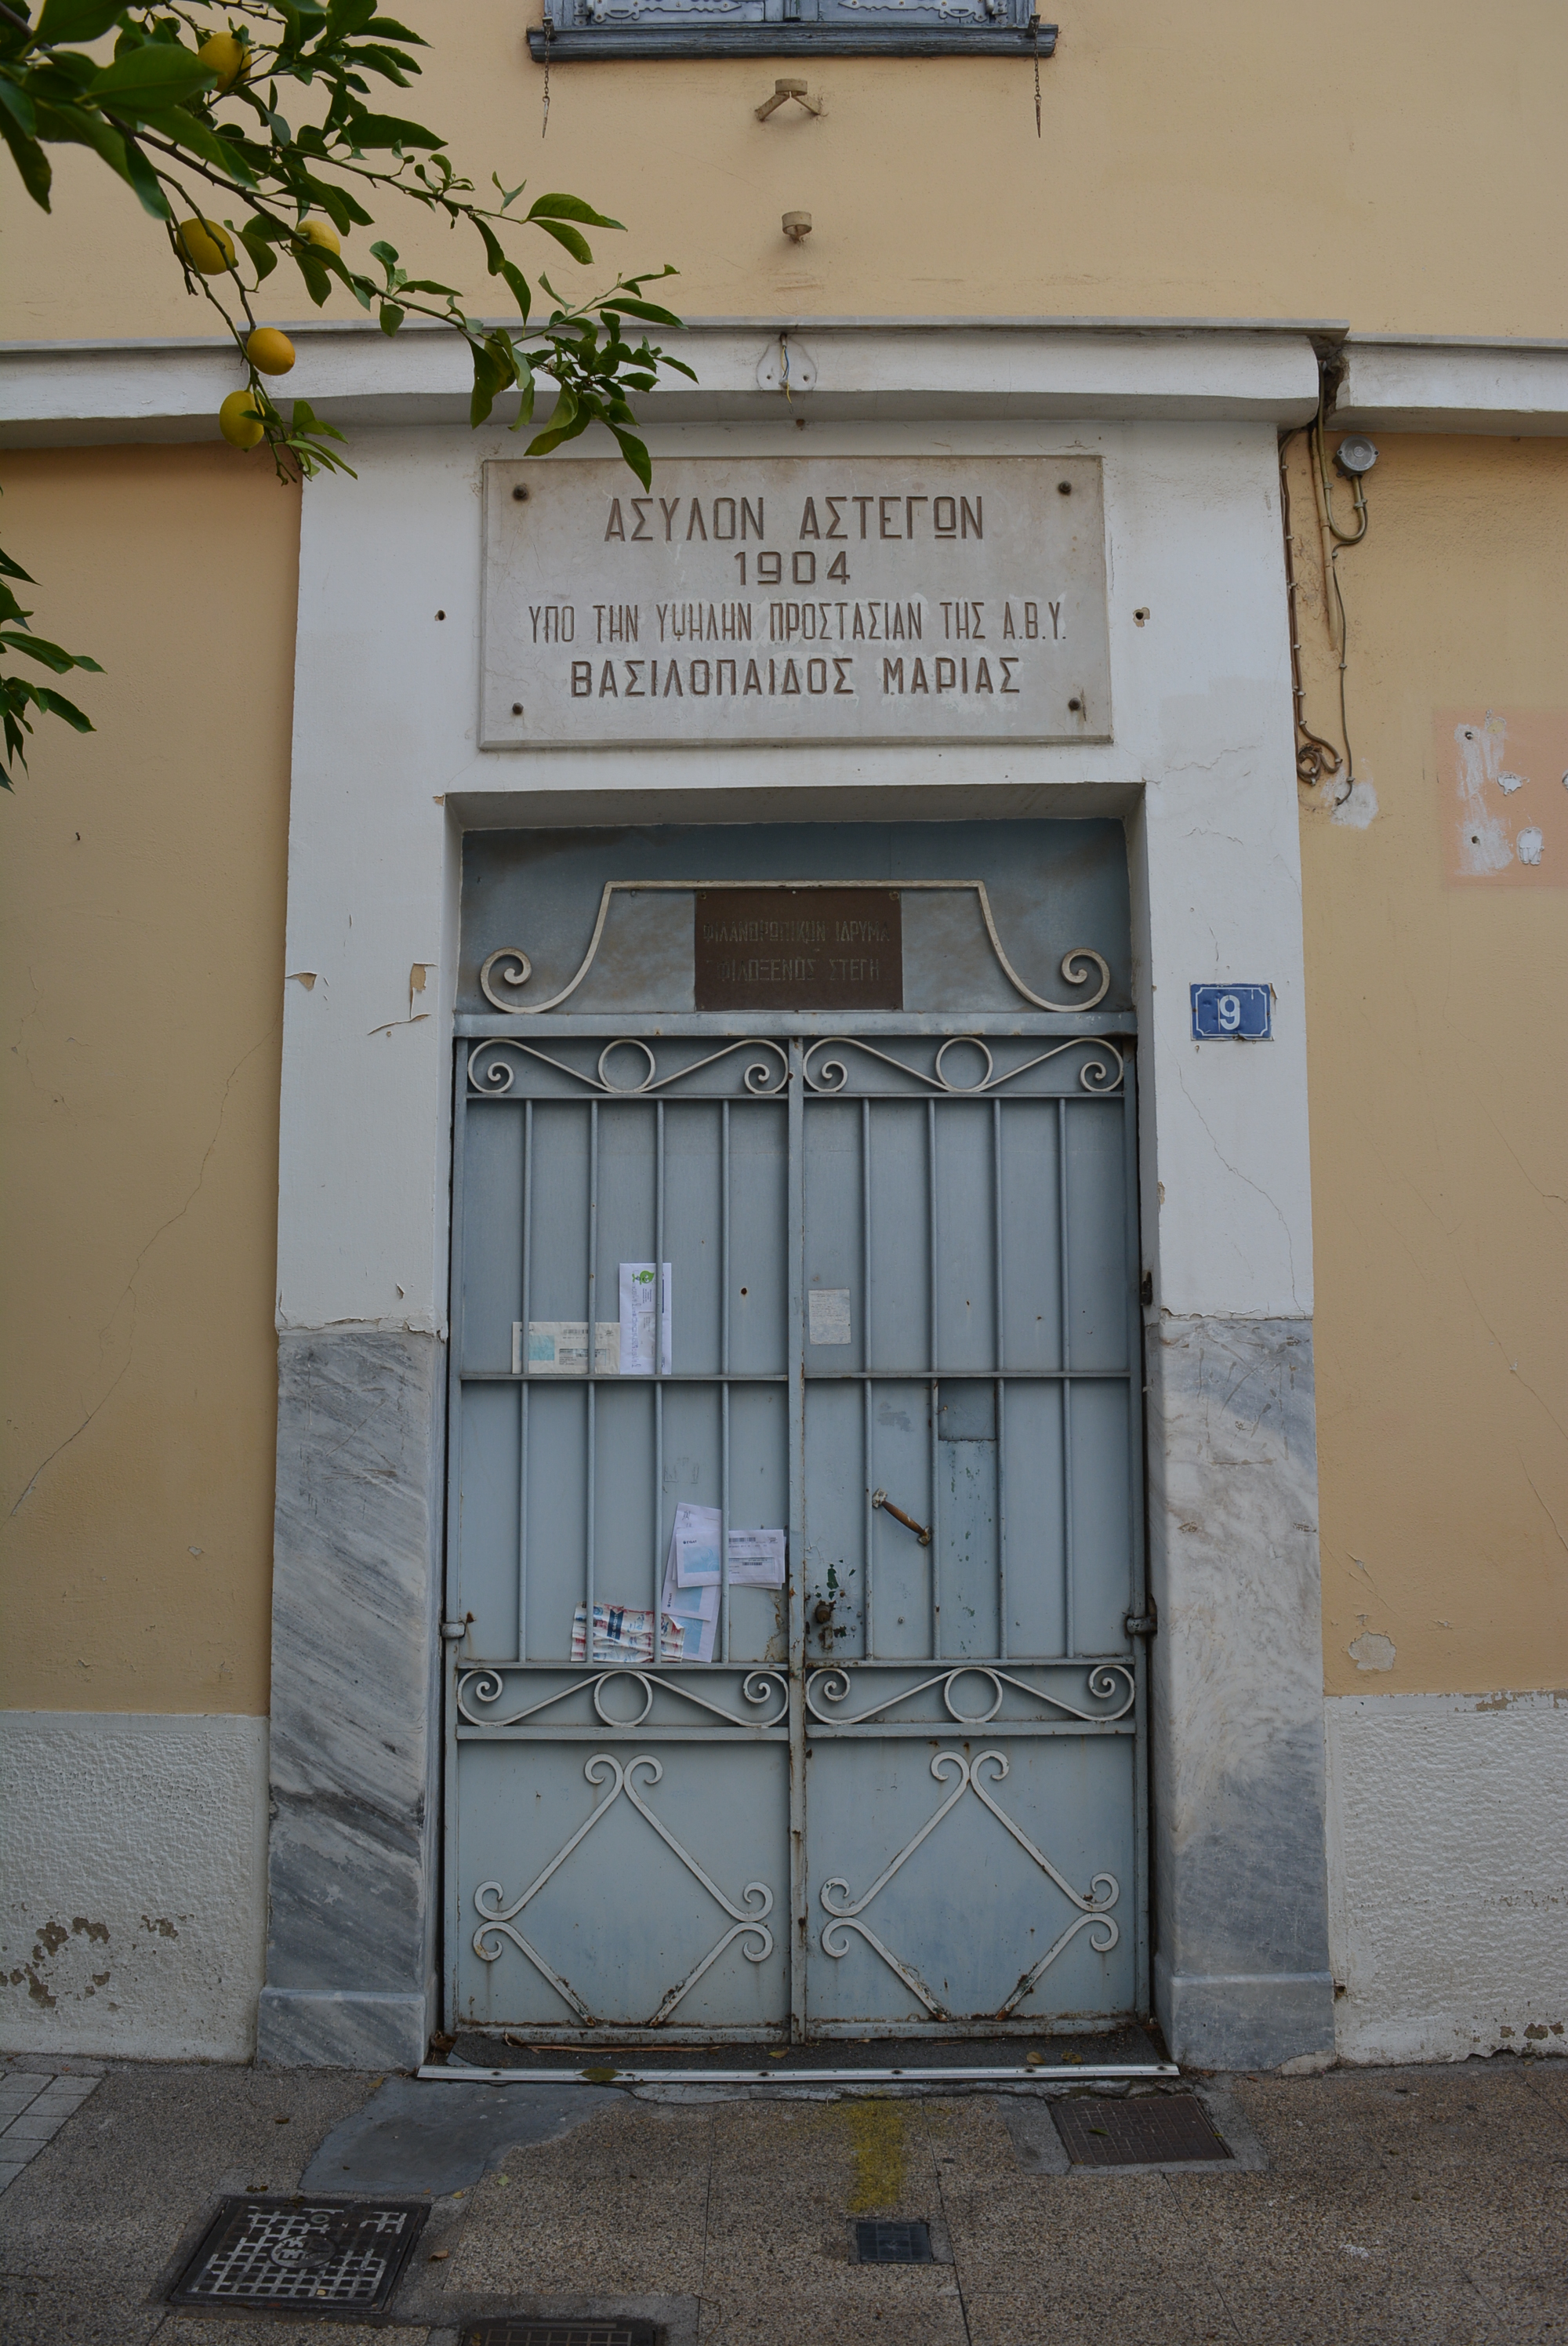 ΑΣΥΛΟΝ ΑΣΤΕΓΩΝ
1904
ΥΠΟ ΤΗΝ ΥΨΗΛΗΝ ΠΡΟΣΤΑΣΙΑΝ ΤΗΣ Α.Β.Υ.
ΒΑΣΙΛΟΠΑΙΔΟΣ ΜΑΡΙΑΣ
ΦΙΛΑΝΘΡΩΠΙΚΟΝ ΙΔΡΥΜΑ
ΦΙΛΟΞΕΝΟΣ ΣΤΕΓΗ
9